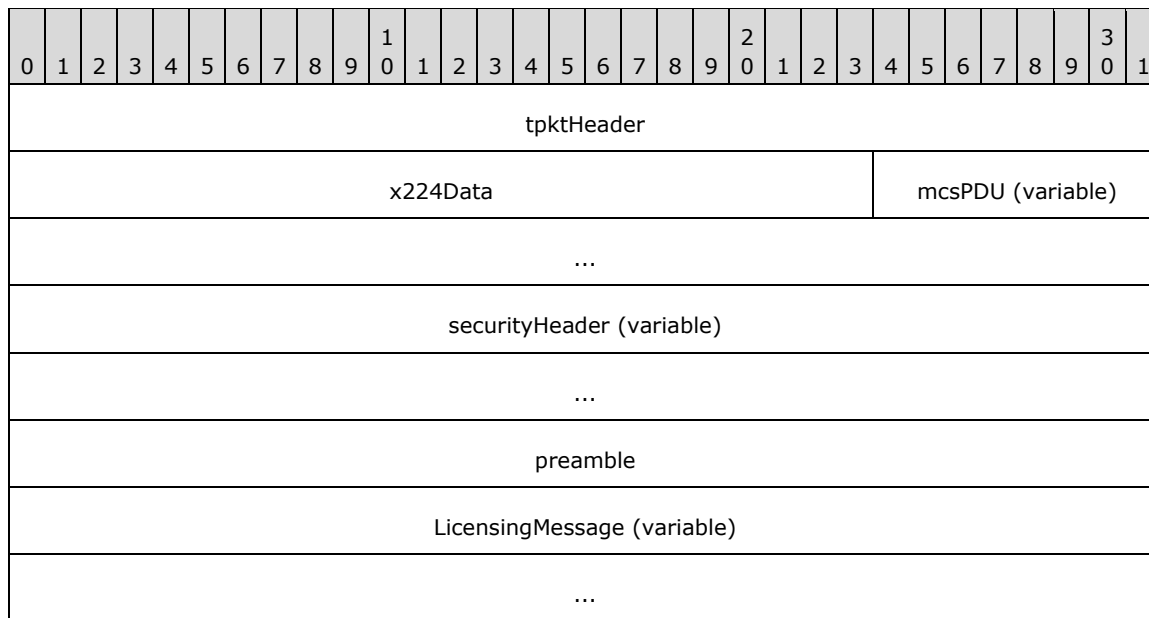 1 2 3
0 1 2 3 4 5 6 7 8 9 0 1 2 3 4 5 6 7 8 9 0 1 2 3 4 5 6 7 8 9 0 1
tpktHeader
x224Data mcsPDU (variable)
...
securityHeader (variable)
...
preamble
LicensingMessage (variable)
...